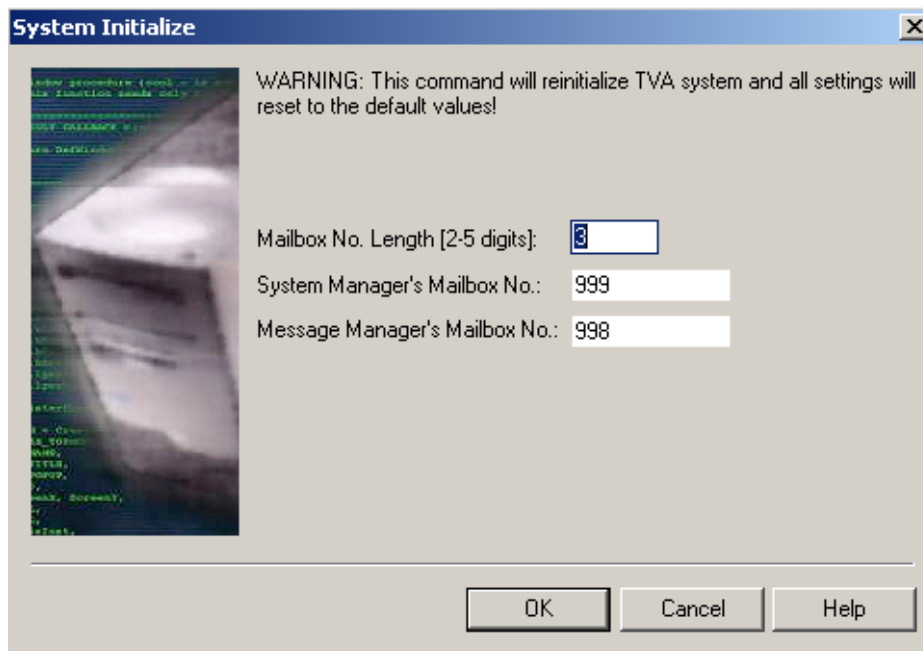 System Initialize
WARNING: This command will reinitialize TVA system and all settings will
reset to the default values!
Mailbox No. Length [2-5 digits]:
3
System Manager's Mailbox No.:
999
Message Manager's Mailbox No.:
998
OK
Cancel
Help